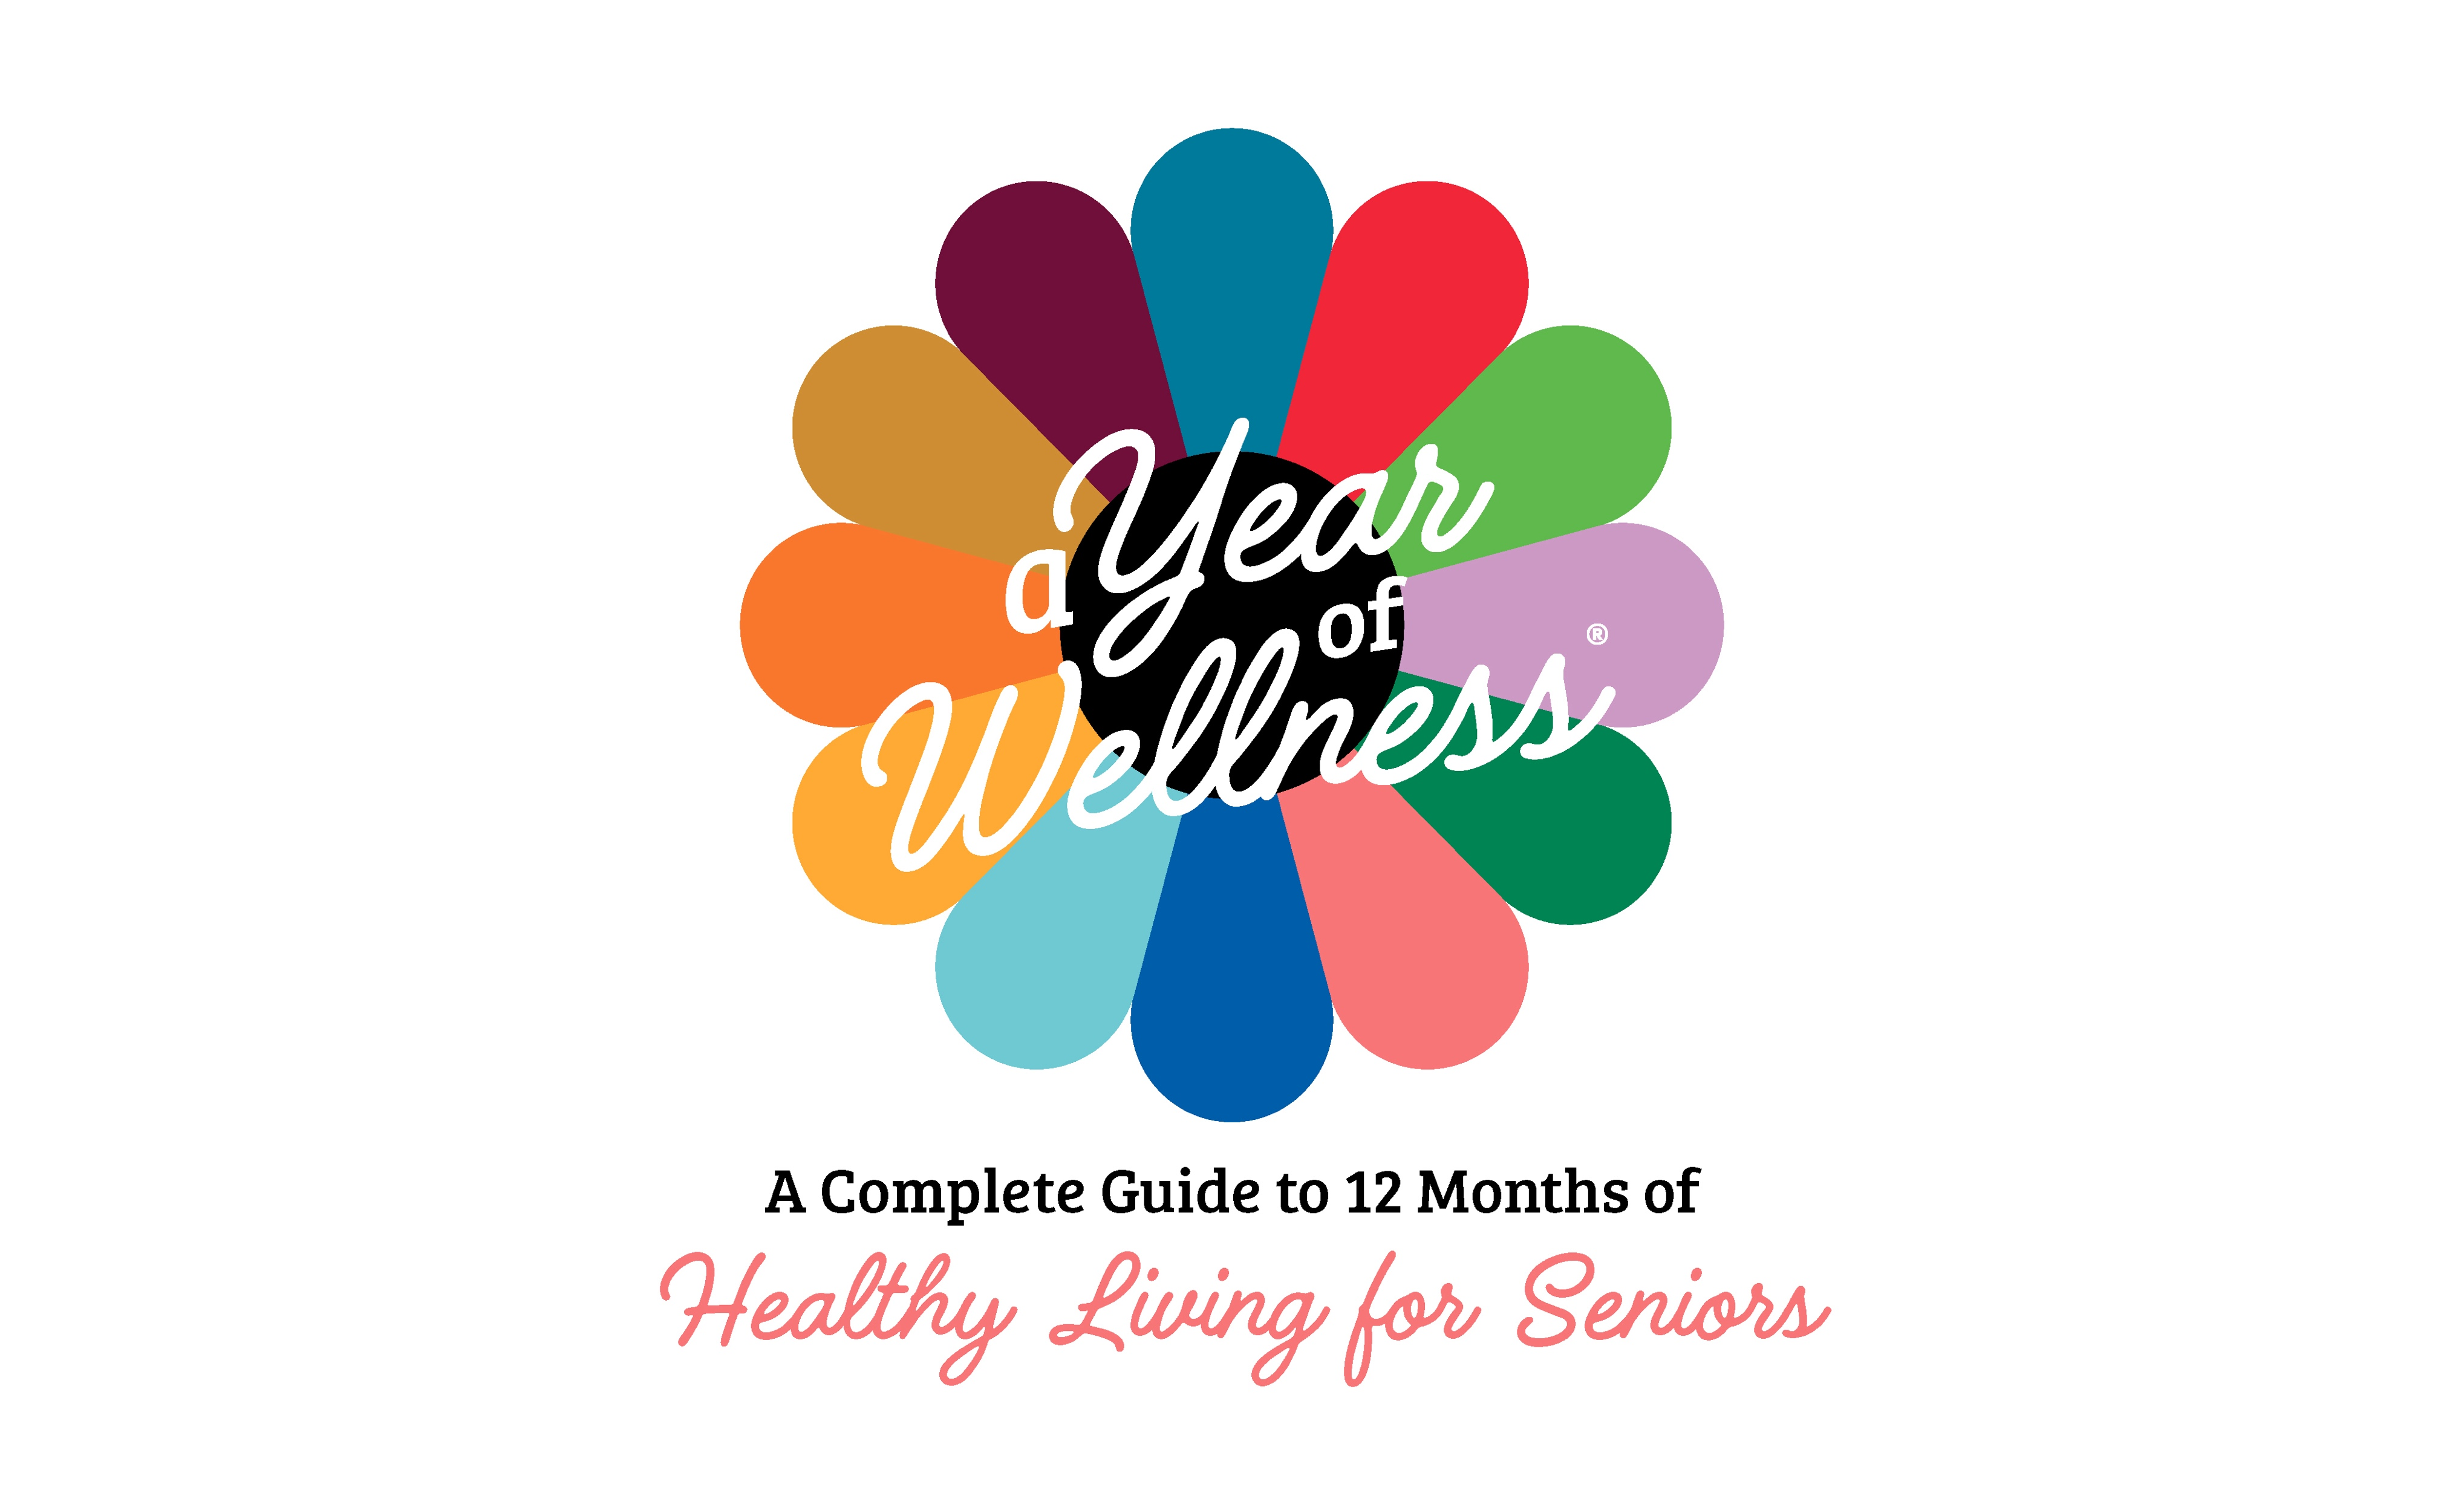 a Year
of
Wellness®
A Complete Guide to 12 Months of
Healthy Living for Seniors